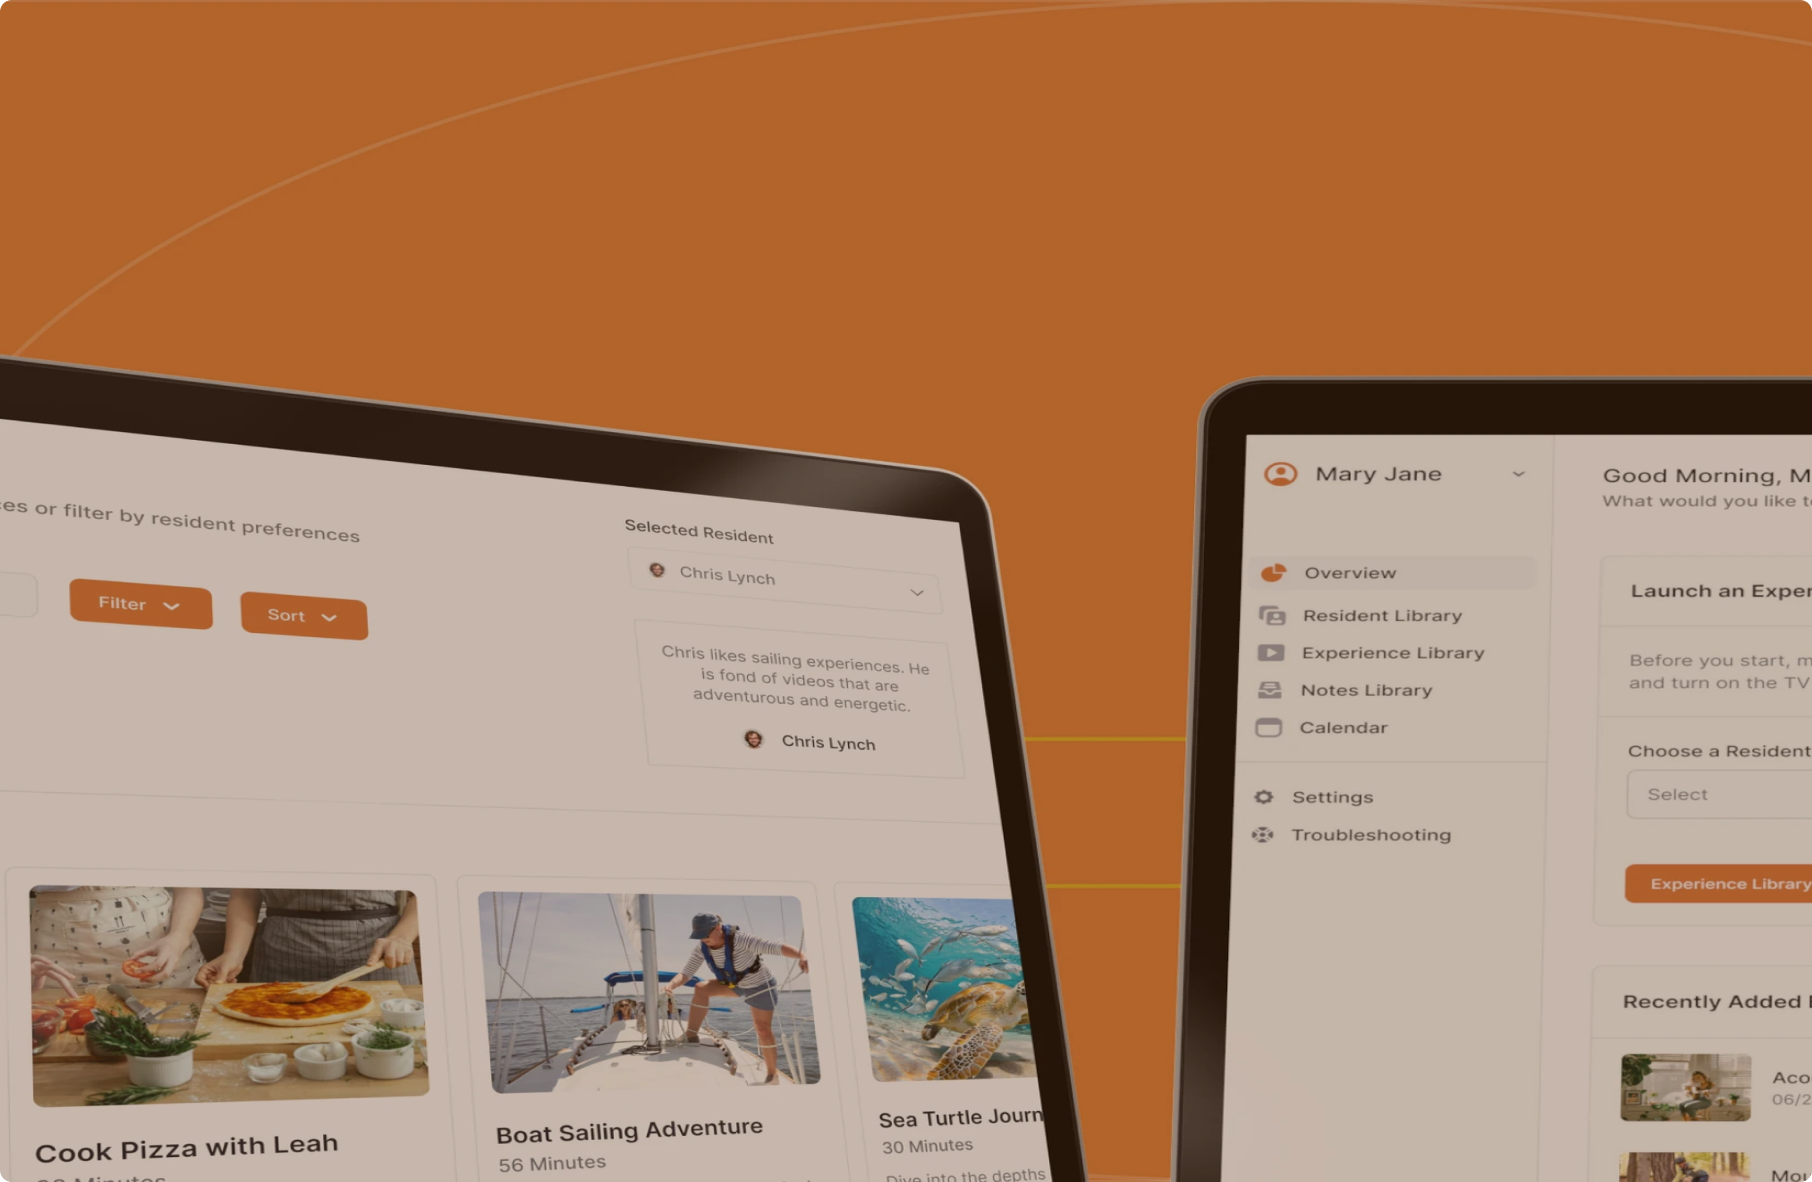 es or filter by resident preferences
Filter
Sort
Selected Resident
Chris Lynch
Chris likes sailing experiences. He
is fond of videos that are
adventurous and energetic.
Chris Lynch
Cook Pizza with Leah
Boat Sailing Adventure
56 Minutes
Sea Turtle Journ
30 Minutes
Dive into the depths
Mary Jane
Overview
Resident Library
Experience Library
Notes Library
Calendar
Settings
Troubleshooting
Good Morning, M
What would you like t
Launch an Exper
Before you start, m
and turn on the TV
Choose a Resident
Select
Experience Library
Recently Added
Aco
06/2
Mou